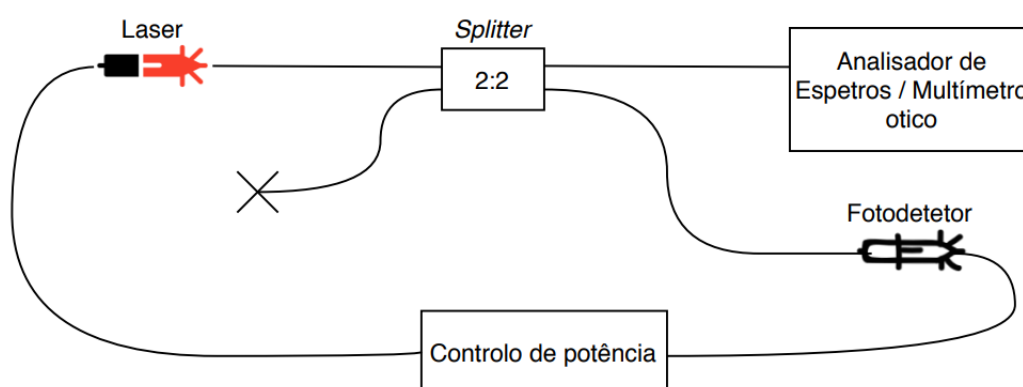 Laser
Splitter
2:2
Analisador de
Espetros / Multímetro
otico
Fotodetetor
Controlo de potência